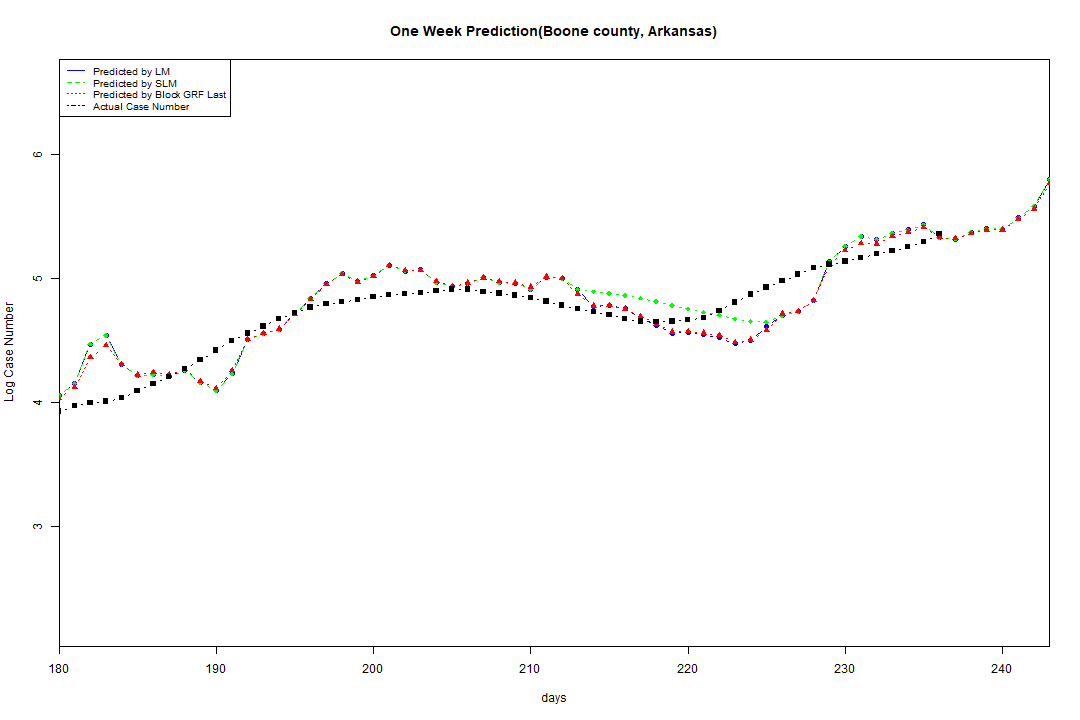 One Week Prediction(Boone county, Arkansas)
Predicted by LM
Predicted by SLM
Predicted by Block GRF Last
Actual Case Number
6
5
4
3
Log Case Number
180 190 200 210 220 230 240
days